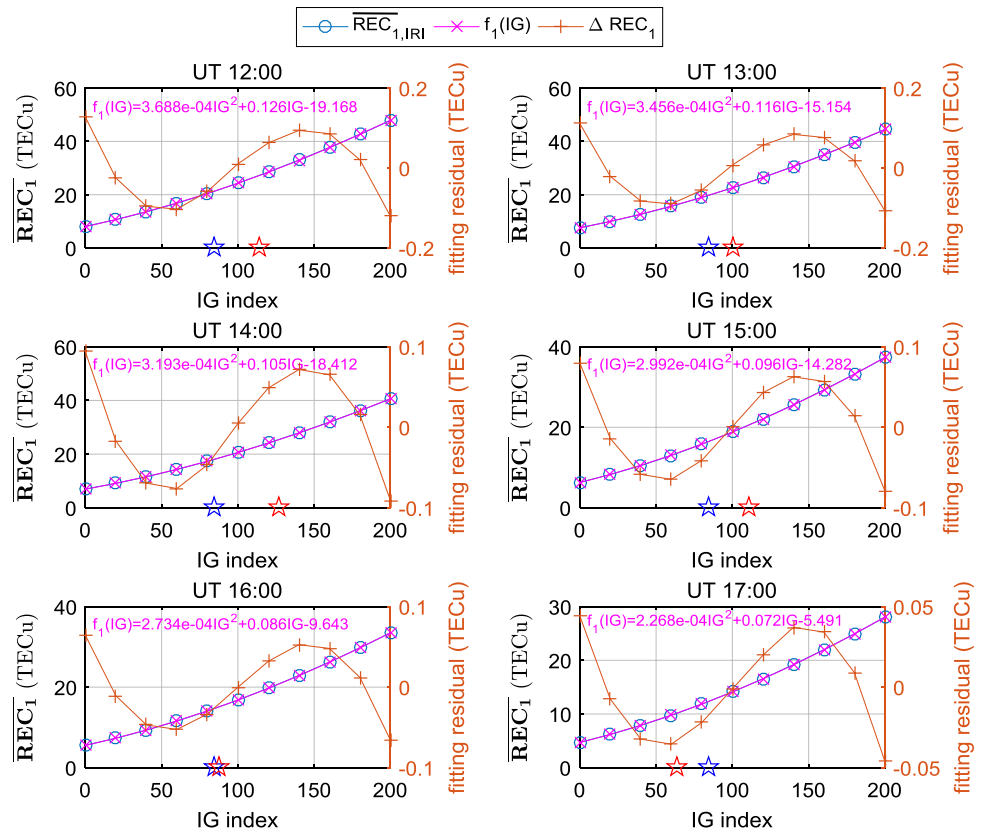 REC1,IRI f1(IG) Δ REC1
UT 12:00
f1(IG)=3.688e-04IG2+0.126IG-19.168
REC1 (TECu)
0 20 40 60
-0.2 0 0.2
fitting residual (TECu)
0 50 100 150 200
IG index
UT 13:00
f1(IG)=3.456e-04IG2+0.116IG-15.154
REC1 (TECu)
0 20 40 60
-0.2 0 0.2
fitting residual (TECu)
0 50 100 150 200
IG index
UT 14:00
f1(IG)=3.193e-04IG2+0.105IG-18.412
REC1 (TECu)
0 20 40 60
-0.1 0 0.1
fitting residual (TECu)
0 50 100 150 200
IG index
UT 15:00
f1(IG)=2.992e-04IG2+0.096IG-14.282
REC1 (TECu)
0 20 40
-0.1 0 0.1
fitting residual (TECu)
0 50 100 150 200
IG index
UT 16:00
f1(IG)=2.734e-04IG2+0.086IG-9.643
REC1 (TECu)
0 20 40
-0.1 0 0.1
fitting residual (TECu)
0 50 100 150 200
IG index
UT 17:00
f1(IG)=2.268e-04IG2+0.072IG-5.491
REC1 (TECu)
0 10 20 30
-0.05 0 0.05
fitting residual (TECu)
0 50 100 150 200
IG index